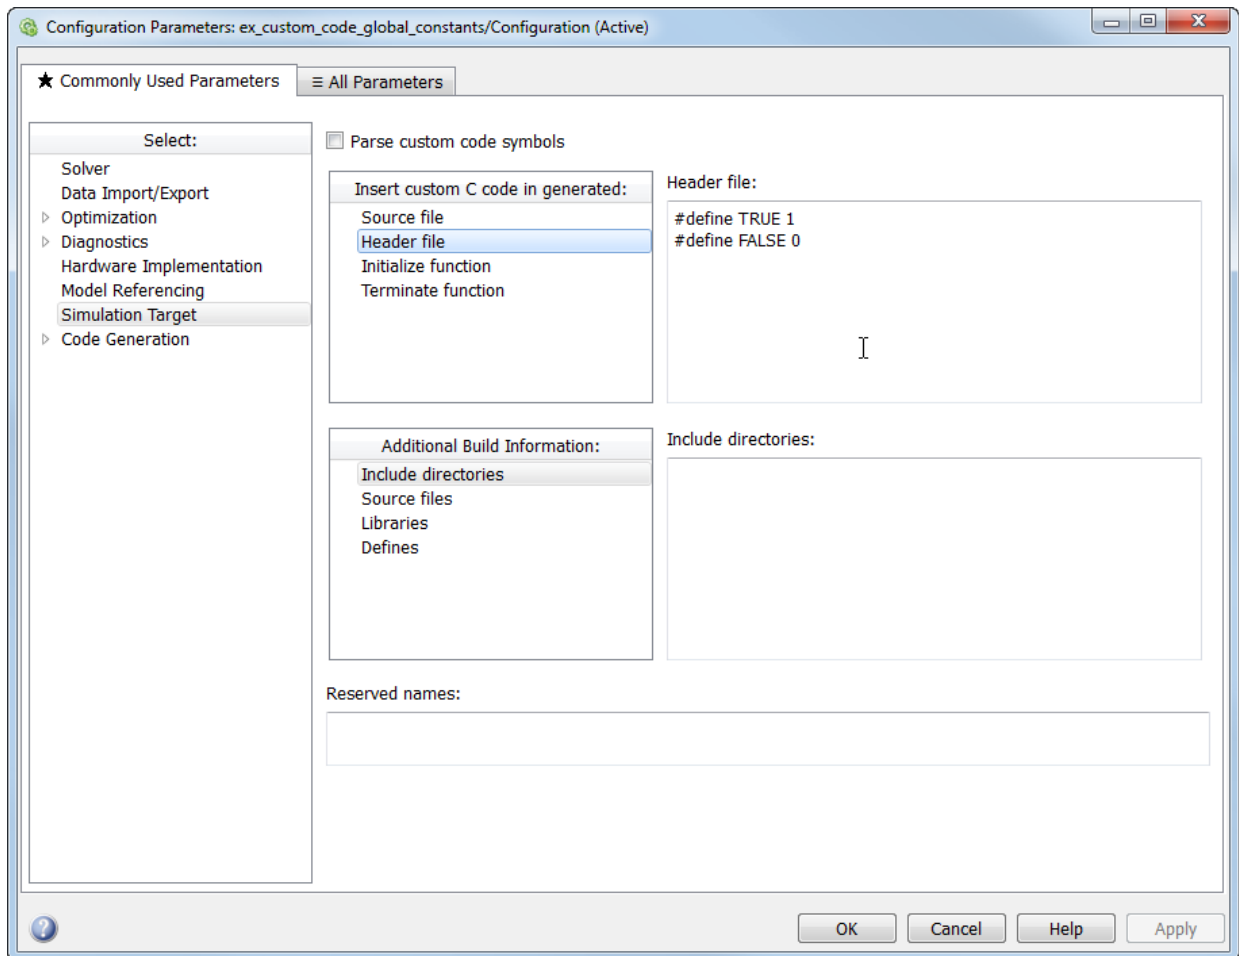 Configuration Parameters: ex_custom_code_global_constants/Configuration (Active)
★ Commonly Used Parameters
≡ All Parameters
Select:
Solver
Data Import/Export
Optimization
Diagnostics
Hardware Implementation
Model Referencing
Simulation Target
Code Generation
Parse custom code symbols
Insert custom C code in generated:
Source file
Header file
Initialize function
Terminate function
Header file:
#define TRUE 1
#define FALSE 0
Additional Build Information:
Include directories
Source files
Libraries
Defines
Include directories:
Reserved names:
?
OK
Cancel
Help
Apply